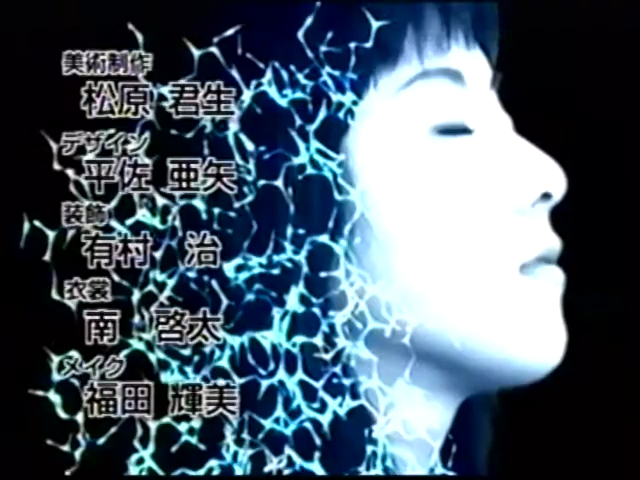 美術制作
松原 君生
デザイン
平佐 亜矢
装飾
有村 治
衣裳
南 啓太
メイク
福田 輝美